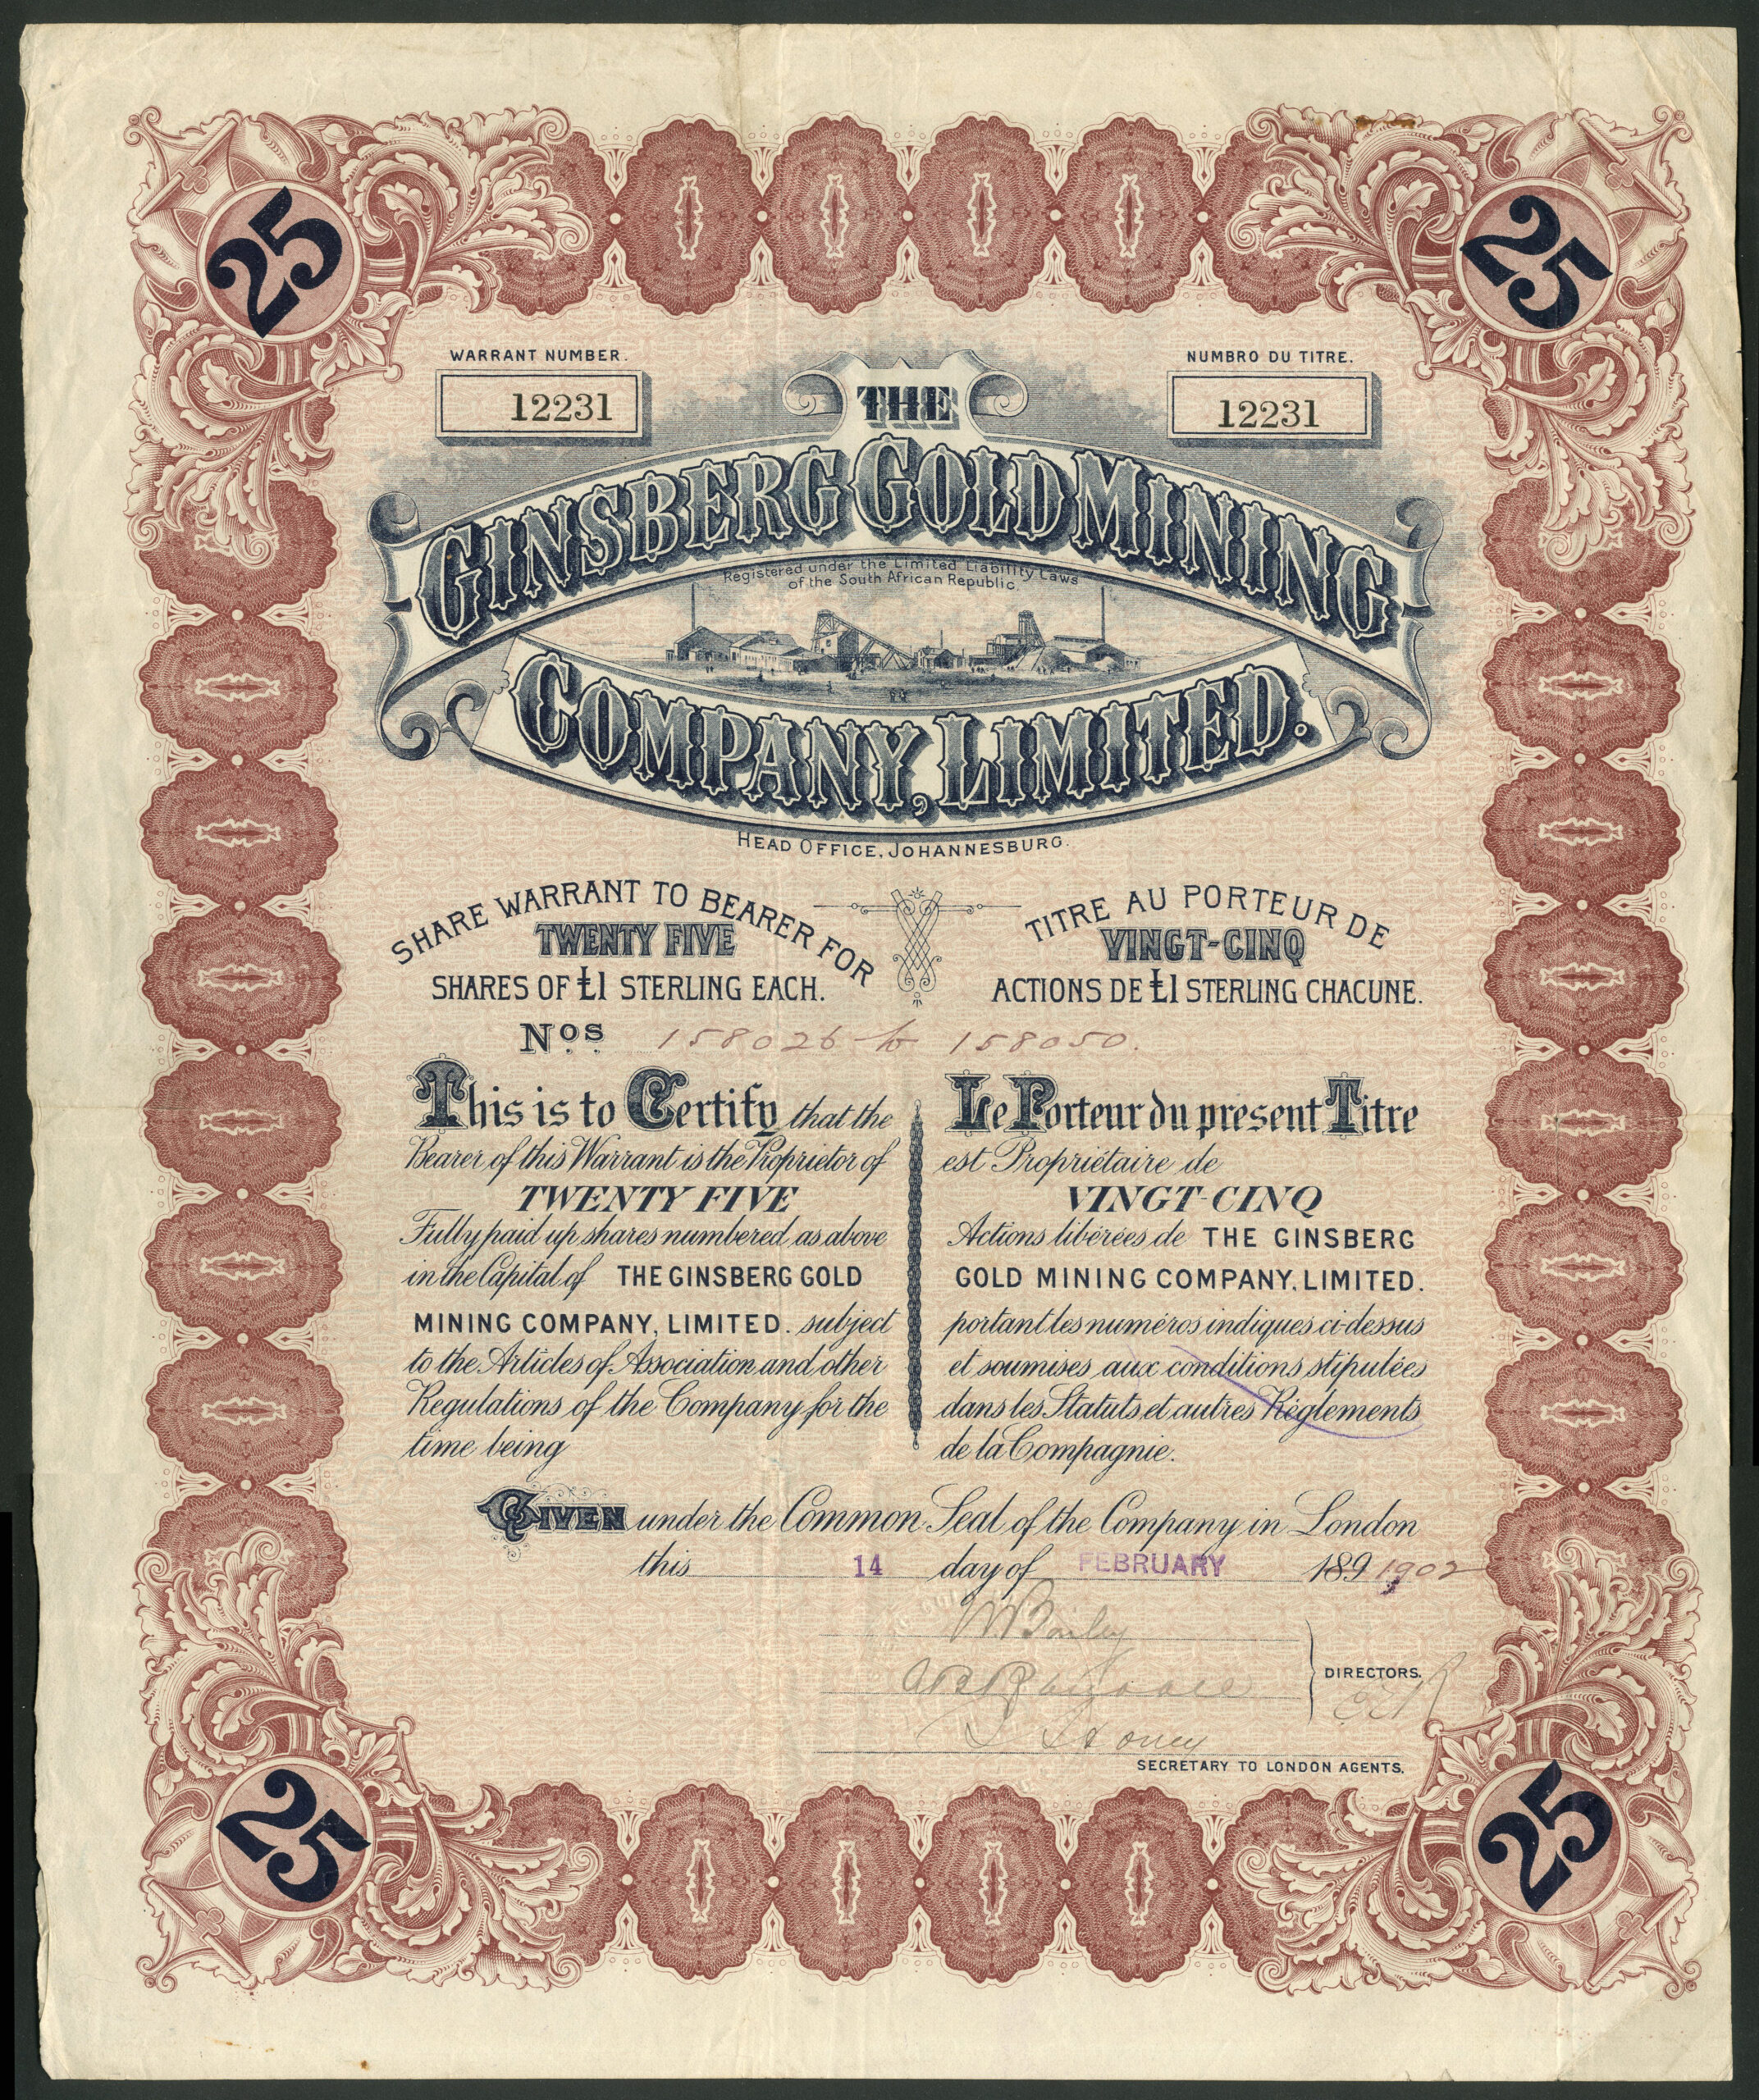 25
25
WARRANT NUMBER.
12231
NUMBRO DU TITRE.
12231
THE
GINSBERG GOLD MINING
Registered under the Limited Liability Laws
of the South African Republic
COMPANY, LIMITED.
HEAD OFFICE, JOHANNESBURG.
SHARE WARRANT TO BEARER FOR
TWENTY FIVE
SHARES OF £1 STERLING EACH.
TITRE AU PORTEUR DE
VINGT-CINQ
ACTIONS DE £1 STERLING CHACUNE.
Nos 158026 to 158050.
This is to Certify that the
Bearer of this Warrant is the Proprietor of
TWENTY FIVE
Fully paid up shares numbered as above
in the Capital of THE GINSBERG GOLD
MINING COMPANY, LIMITED. subject
to the Articles of Association and other
Regulations of the Company for the
time being
Le Porteur du present Titre
est Propriétaire de
VINGT-CINQ
Actions libérées de THE GINSBERG
GOLD MINING COMPANY, LIMITED.
portant les numéros indiqués ci-dessus
et soumises aux conditions stipulées
dans les Statuts et autres Règlements
de la Compagnie.
GIVEN under the Common Seal of the Company in London
this 14 day of FEBRUARY 189 1902
DIRECTORS.
SECRETARY TO LONDON AGENTS.
25
25